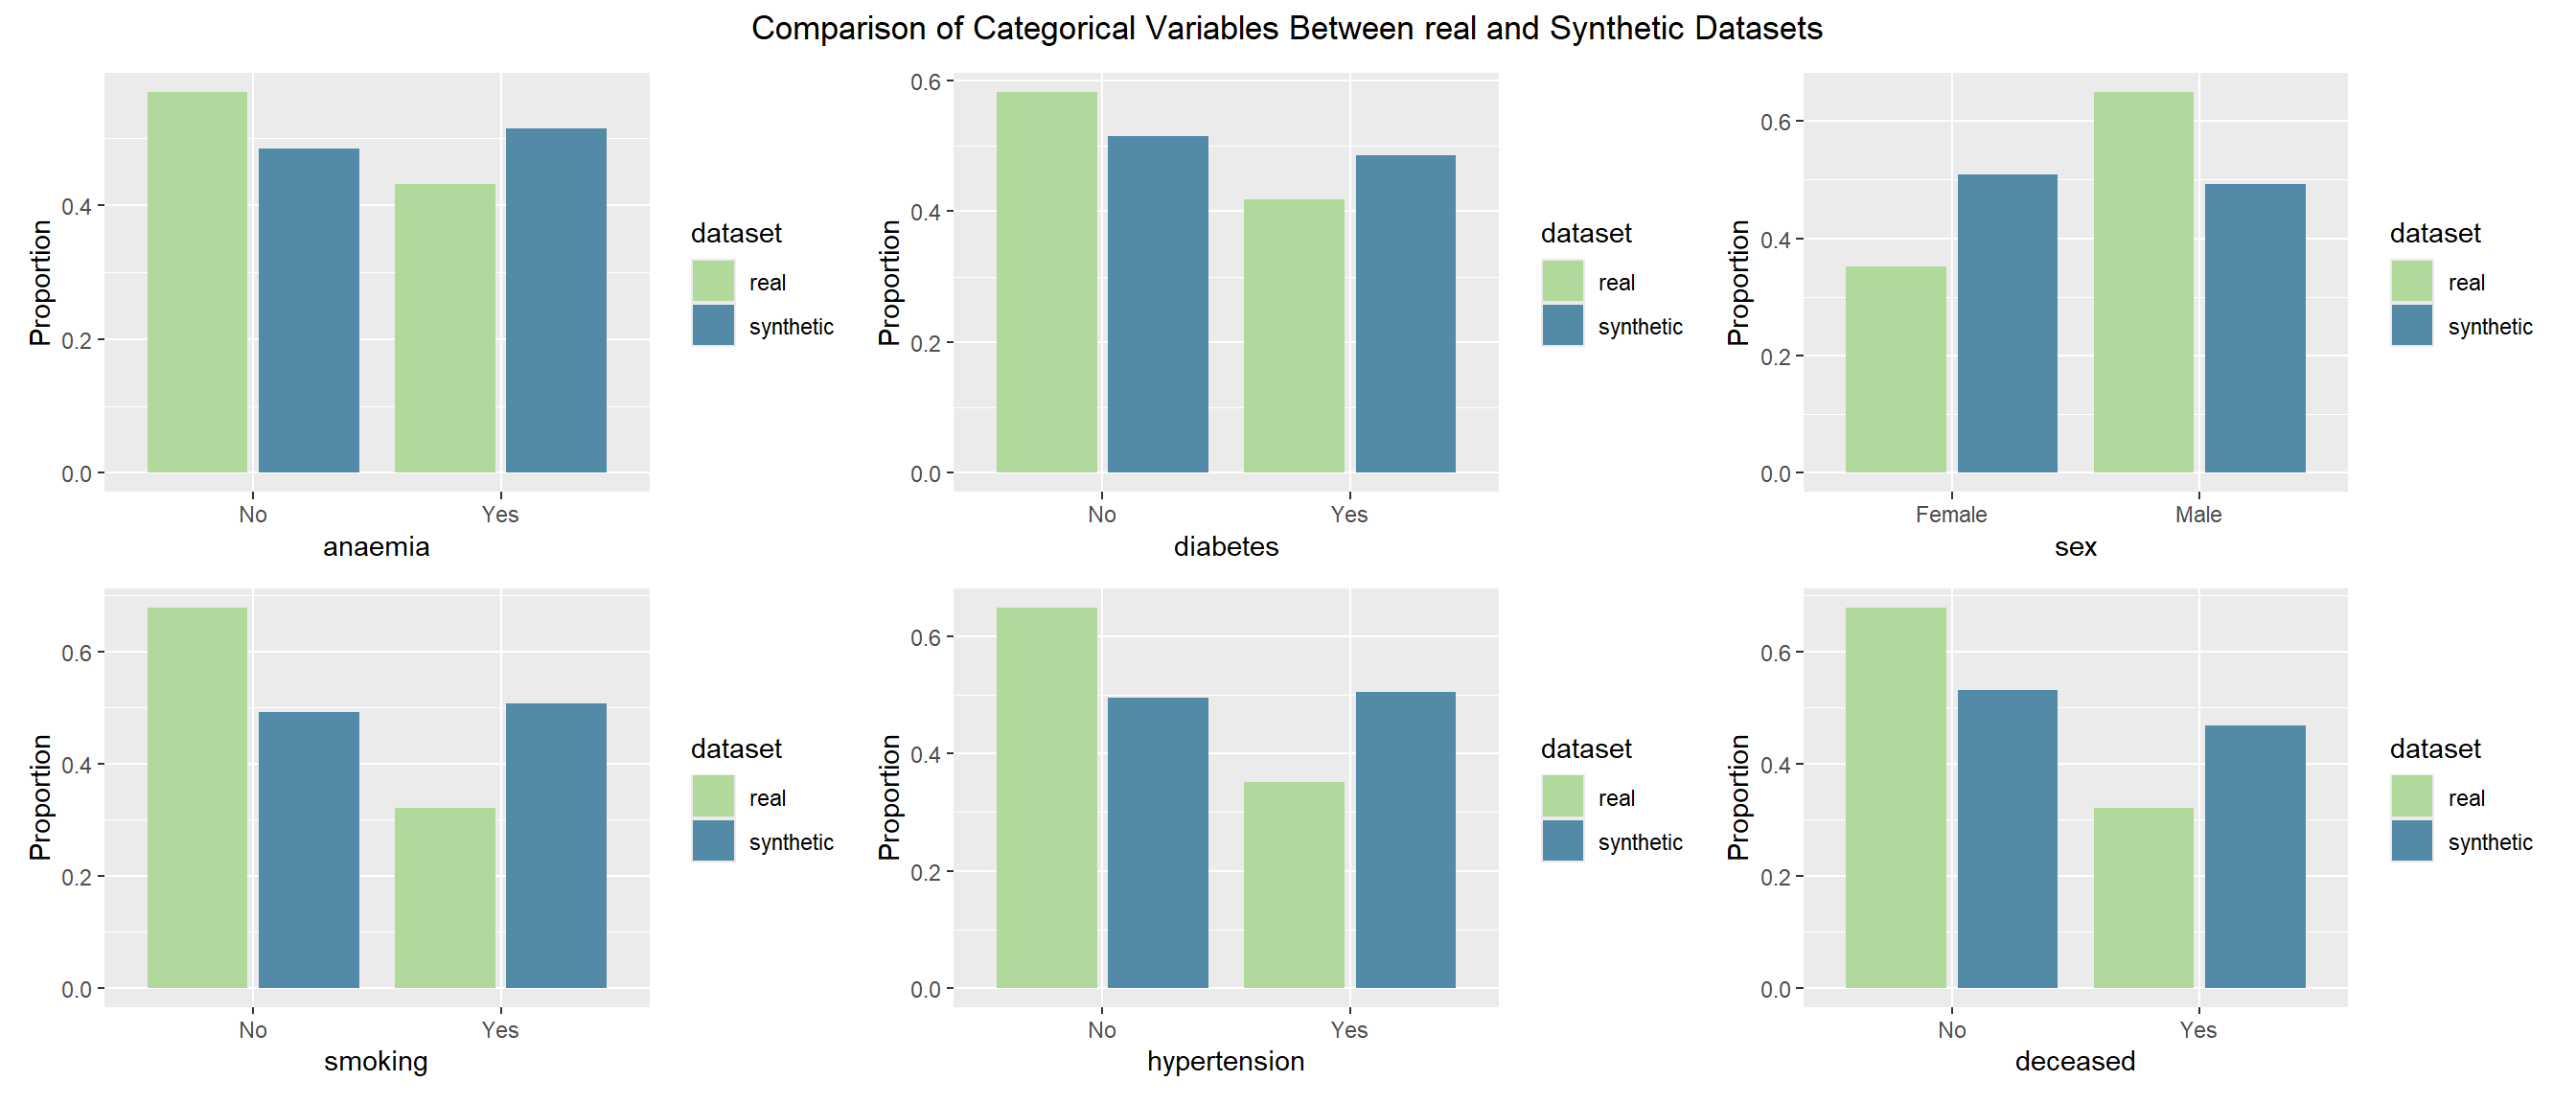 Comparison of Categorical Variables Between real and Synthetic Datasets
Proportion
0.4
0.2
0.0
No Yes
anaemia
dataset
real
synthetic
Proportion
0.6
0.4
0.2
0.0
No Yes
diabetes
dataset
real
synthetic
Proportion
0.6
0.4
0.2
0.0
Female Male
sex
dataset
real
synthetic
Proportion
0.6
0.4
0.2
0.0
No Yes
smoking
dataset
real
synthetic
Proportion
0.6
0.4
0.2
0.0
No Yes
hypertension
dataset
real
synthetic
Proportion
0.6
0.4
0.2
0.0
No Yes
deceased
dataset
real
synthetic